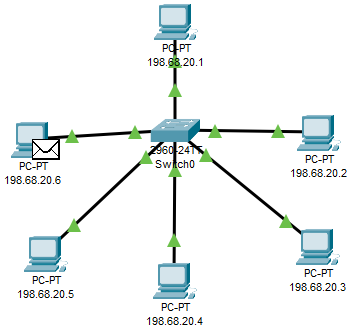 PC-PT
198.68.20.1
2960-24TT
Switch0
PC-PT
198.68.20.2
PC-PT
198.68.20.6
PC-PT
198.68.20.3
PC-PT
198.68.20.5
PC-PT
198.68.20.4